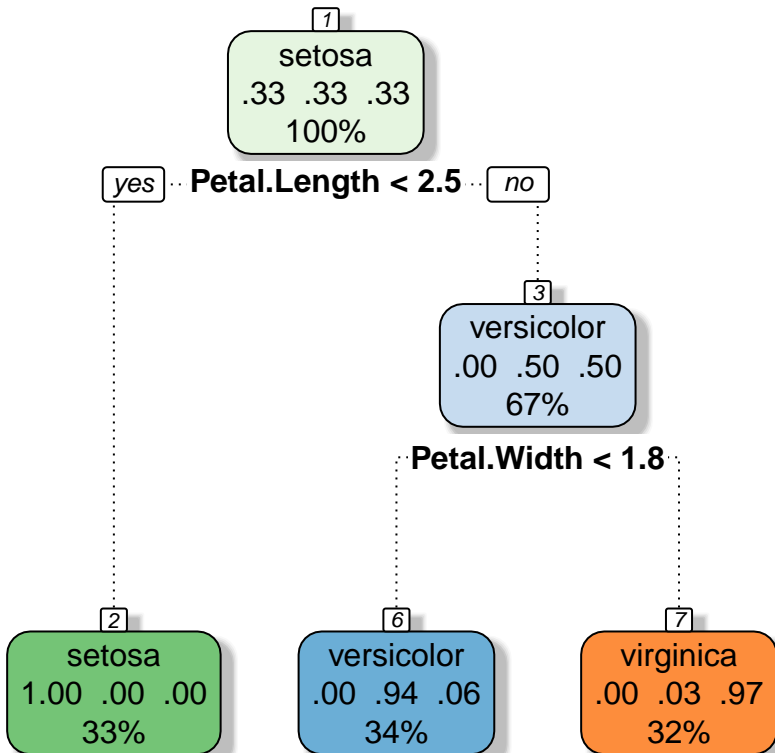 1
setosa
.33 .33 .33
100%
yes Petal.Length < 2.5 no
3
versicolor
.00 .50 .50
67%
Petal.Width < 1.8
2
setosa
1.00 .00 .00
33%
6
versicolor
.00 .94 .06
34%
7
virginica
.00 .03 .97
32%